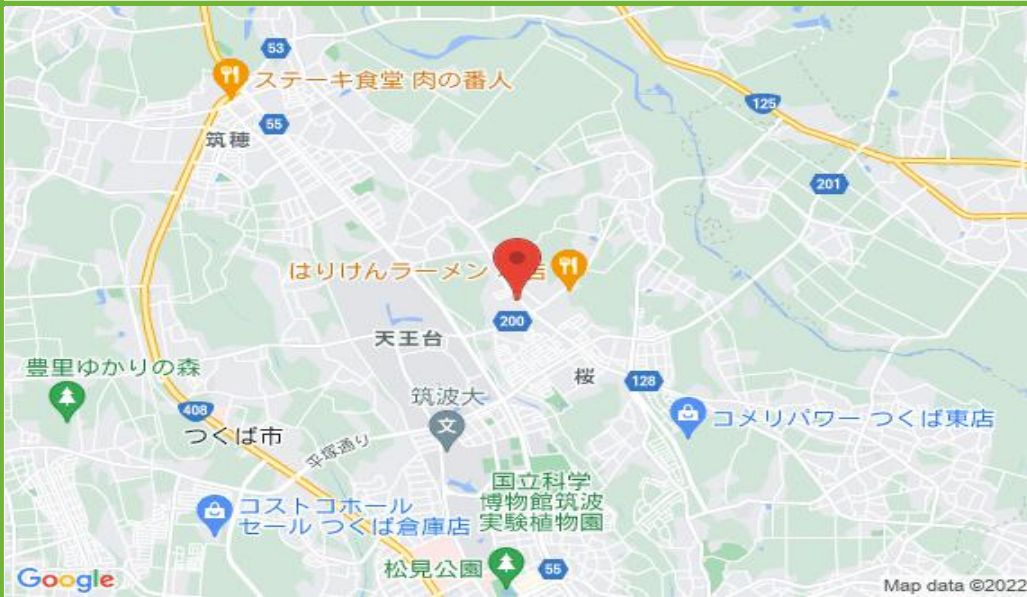 53
ステーキ食堂 肉の番人
55
筑穂
125
201
はりけんラーメン
200
天王台
桜
128
豊里ゆかりの森
筑波大
文
408
つくば市
平塚通り
コメリパワー つくば東店
国立科学
博物館筑波
実験植物園
コストコホール
セール つくば倉庫店
松見公園
55
Google
Map data ©2022